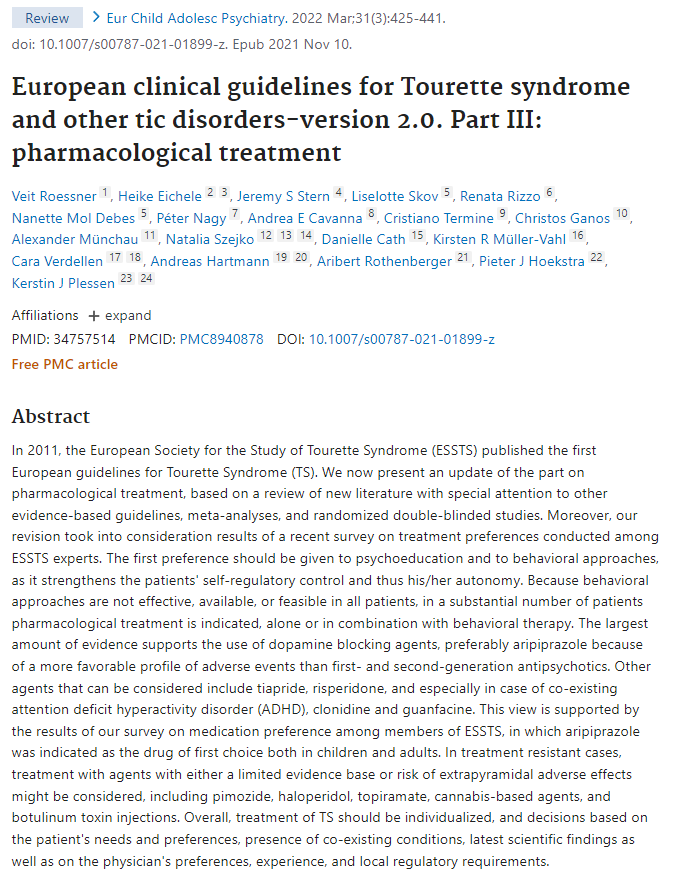 Review > Eur Child Adolesc Psychiatry. 2022 Mar;31(3):425-441.
doi: 10.1007/s00787-021-01899-z. Epub 2021 Nov 10.
European clinical guidelines for Tourette syndrome
and other tic disorders-version 2.0. Part III:
pharmacological treatment
Veit Roessner 1, Heike Eichele 2 3, Jeremy S Stern 4, Liselotte Skov 5, Renata Rizzo 6,
Nanette Mol Debes 5, Péter Nagy 7, Andrea E Cavanna 8, Cristiano Termine 9, Christos Ganos 10,
Alexander Münchau 11, Natalia Szejko 12 13 14, Danielle Cath 15, Kirsten R Müller-Vahl 16,
Cara Verdellen 17 18, Andreas Hartmann 19 20, Aribert Rothenberger 21, Pieter J Hoekstra 22,
Kerstin J Plessen 23 24
Affiliations + expand
PMID: 34757514 PMCID: PMC8940878 DOI: 10.1007/s00787-021-01899-z
Free PMC article
Abstract
In 2011, the European Society for the Study of Tourette Syndrome (ESSTS) published the first
European guidelines for Tourette Syndrome (TS). We now present an update of the part on
pharmacological treatment, based on a review of new literature with special attention to other
evidence-based guidelines, meta-analyses, and randomized double-blinded studies. Moreover, our
revision took into consideration results of a recent survey on treatment preferences conducted among
ESSTS experts. The first preference should be given to psychoeducation and to behavioral approaches,
as it strengthens the patients' self-regulatory control and thus his/her autonomy. Because behavioral
approaches are not effective, available, or feasible in all patients, in a substantial number of patients
pharmacological treatment is indicated, alone or in combination with behavioral therapy. The largest
amount of evidence supports the use of dopamine blocking agents, preferably aripiprazole because
of a more favorable profile of adverse events than first- and second-generation antipsychotics. Other
agents that can be considered include tiapride, risperidone, and especially in case of co-existing
attention deficit hyperactivity disorder (ADHD), clonidine and guanfacine. This view is supported by
the results of our survey on medication preference among members of ESSTS, in which aripiprazole
was indicated as the drug of first choice both in children and adults. In treatment resistant cases,
treatment with agents with either a limited evidence base or risk of extrapyramidal adverse effects
might be considered, including pimozide, haloperidol, topiramate, cannabis-based agents, and
botulinum toxin injections. Overall, treatment of TS should be individualized, and decisions based on
the patient's needs and preferences, presence of co-existing conditions, latest scientific findings as
well as on the physician's preferences, experience, and local regulatory requirements.